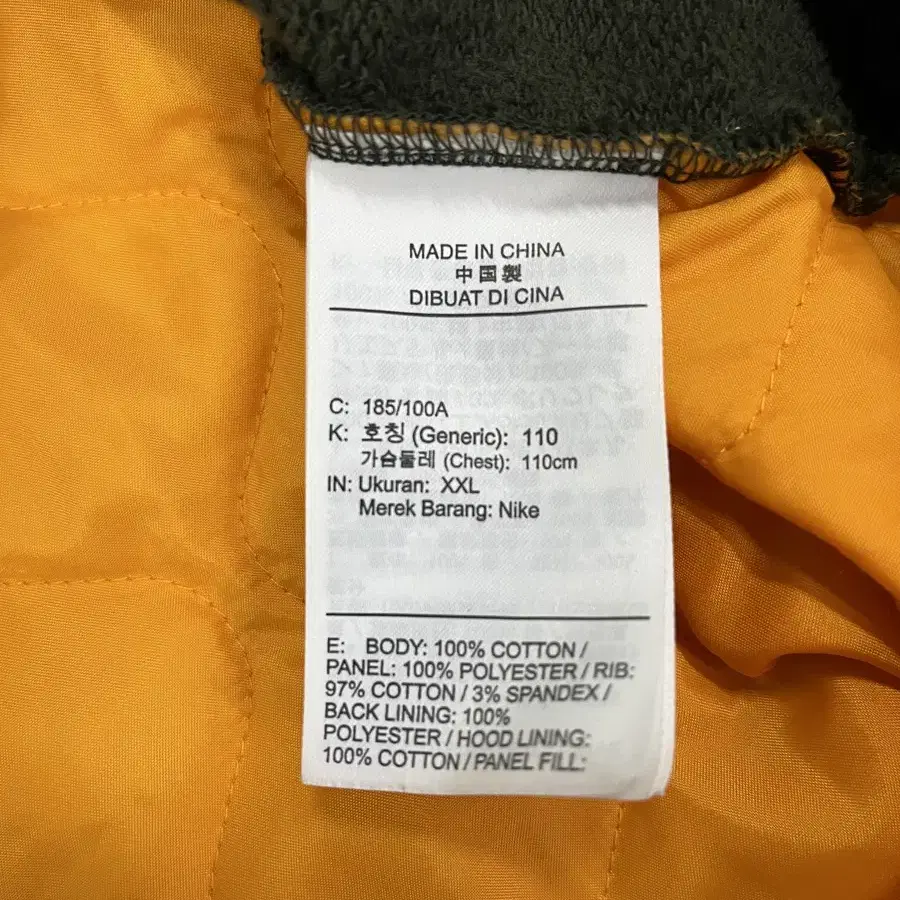 MADE IN CHINA
中国製
DIBUAT DI CINA
C: 185/100A
K: 호칭 (Generic): 110
가슴둘레 (Chest): 110cm
IN: Ukuran: XXL
Merek Barang: Nike
E: BODY: 100% COTTON /
PANEL: 100% POLYESTER / RIB:
97% COTTON / 3% SPANDEX /
BACK LINING: 100%
POLYESTER / HOOD LINING:
100% COTTON / PANEL FILL: